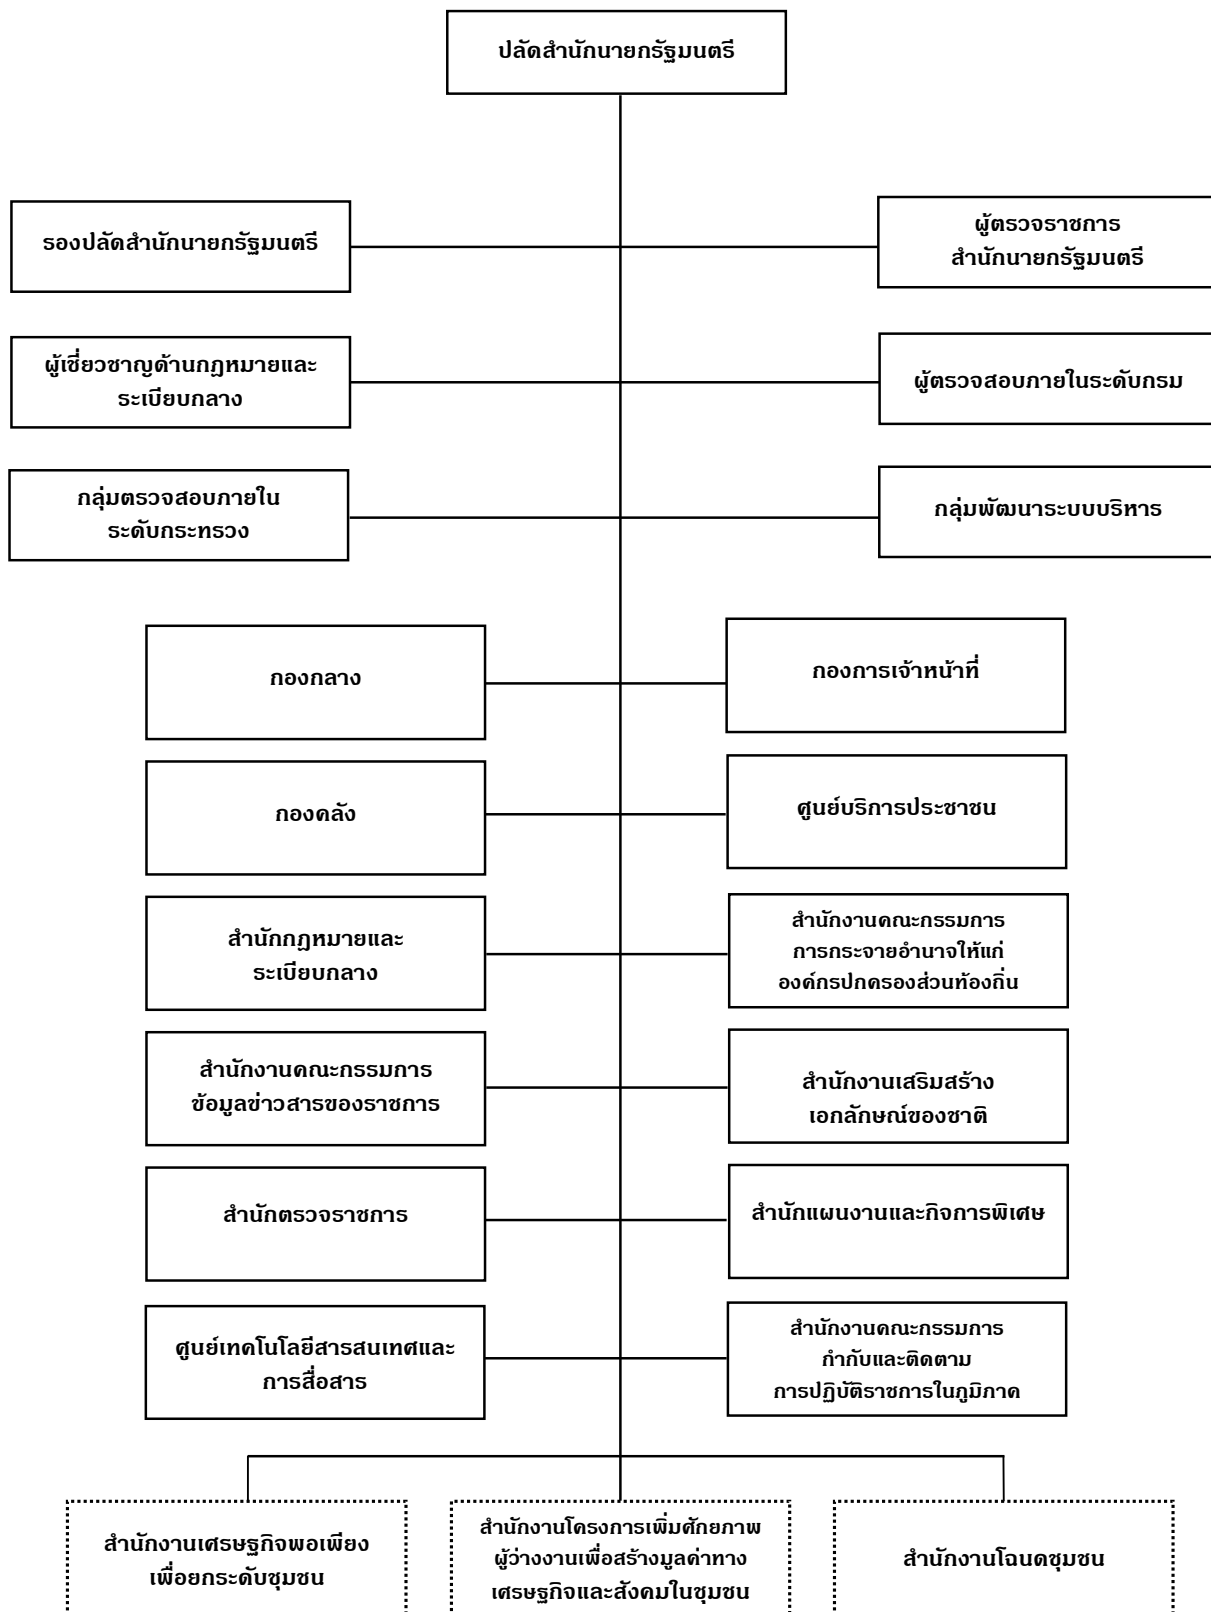 ปลัดสำนักนายกรัฐมนตรี
รองปลัดสำนักนายกรัฐมนตรี
ผู้ตรวจราชการ
สำนักนายกรัฐมนตรี
ผู้เชี่ยวชาญด้านกฎหมายและ
ระเบียบกลาง
ผู้ตรวจสอบภายในระดับกรม
กลุ่มตรวจสอบภายใน
ระดับกระทรวง
กลุ่มพัฒนาระบบบริหาร
กองกลาง
กองการเจ้าหน้าที่
กองคลัง
ศูนย์บริการประชาชน
สำนักกฎหมายและ
ระเบียบกลาง
สำนักงานคณะกรรมการ
การกระจายอำนาจให้แก่
องค์กรปกครองส่วนท้องถิ่น
สำนักงานคณะกรรมการ
ข้อมูลข่าวสารของราชการ
สำนักงานเสริมสร้าง
เอกลักษณ์ของชาติ
สำนักตรวจราชการ
สำนักแผนงานและกิจการพิเศษ
ศูนย์เทคโนโลยีสารสนเทศและ
การสื่อสาร
สำนักงานคณะกรรมการ
กำกับและติดตาม
การปฏิบัติราชการในภูมิภาค
สำนักงานเศรษฐกิจพอเพียง
เพื่อยกระดับชุมชน
สำนักงานโครงการเพิ่มศักยภาพ
ผู้ว่างงานเพื่อสร้างมูลค่าทาง
เศรษฐกิจและสังคมในชุมชน
สำนักงานโฉนดชุมชน